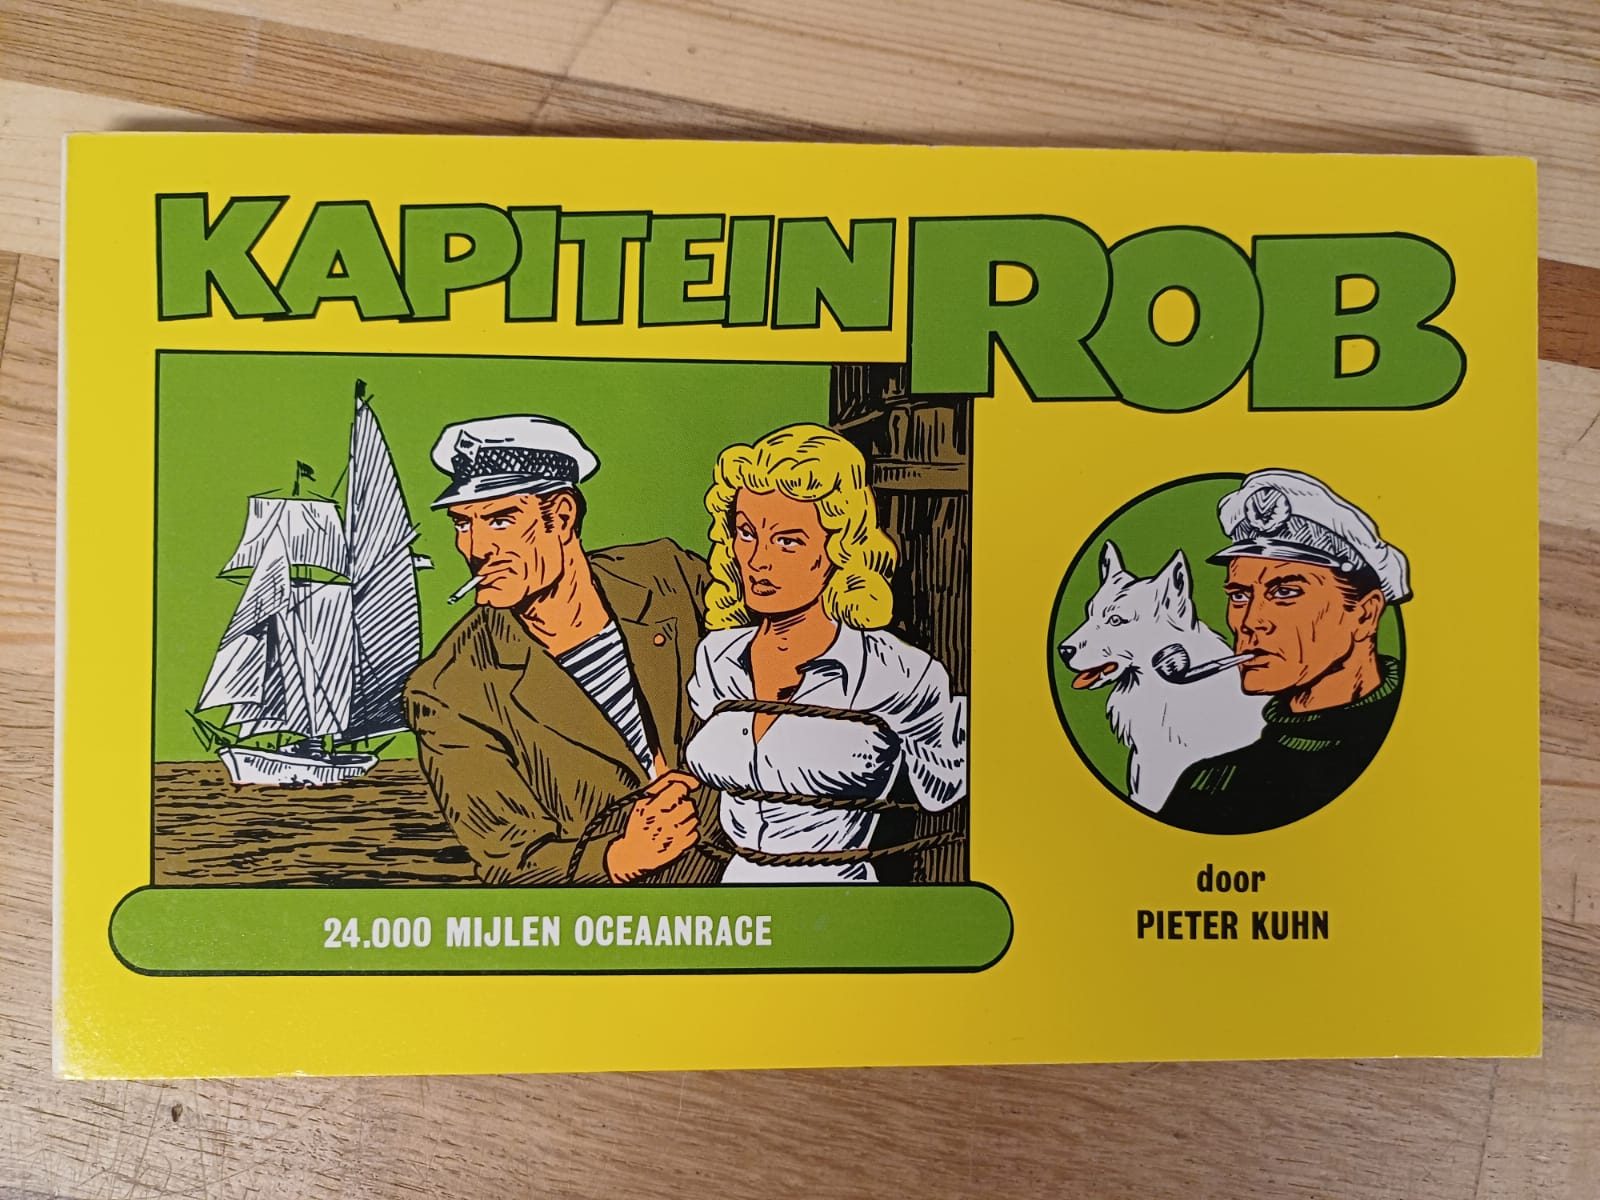 KAPITEIN ROB
24.000 MIJLEN OCEAANRACE
door
PIETER KUHN